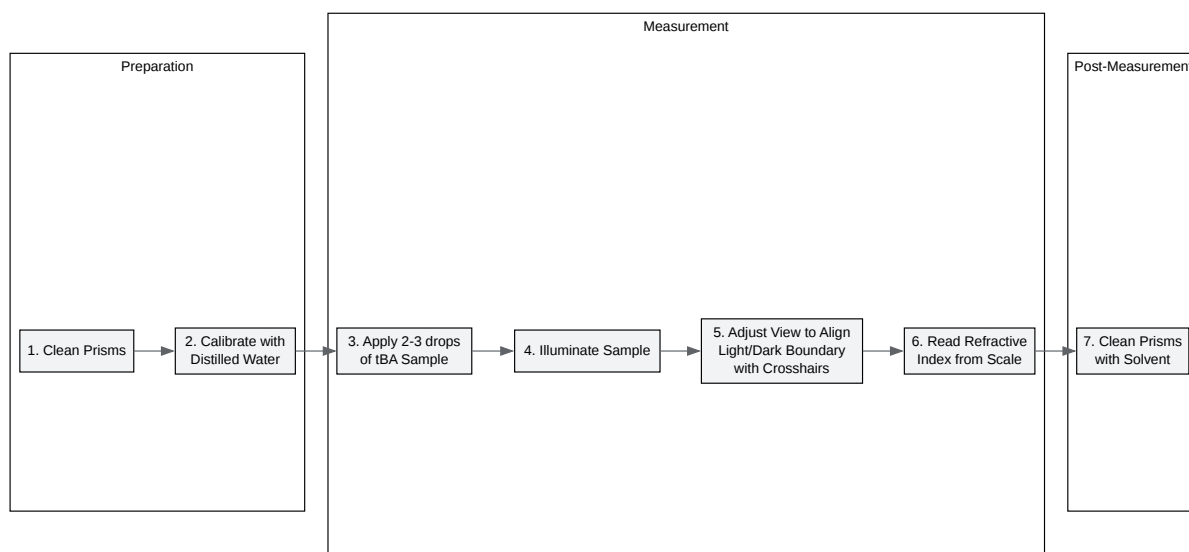 Measurement
Preparation
Post-Measurement
1. Clean Prisms
2. Calibrate with
Distilled Water
3. Apply 2-3 drops
of tBA Sample
4. Illuminate Sample
5. Adjust View to Align
Light/Dark Boundary
with Crosshairs
6. Read Refractive
Index from Scale
7. Clean Prisms
with Solvent